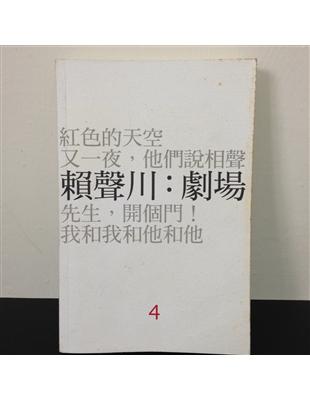 紅色的天空
又一夜，他們說相聲
賴聲川：劇場
先生，開個門！
我和我和他和他
4